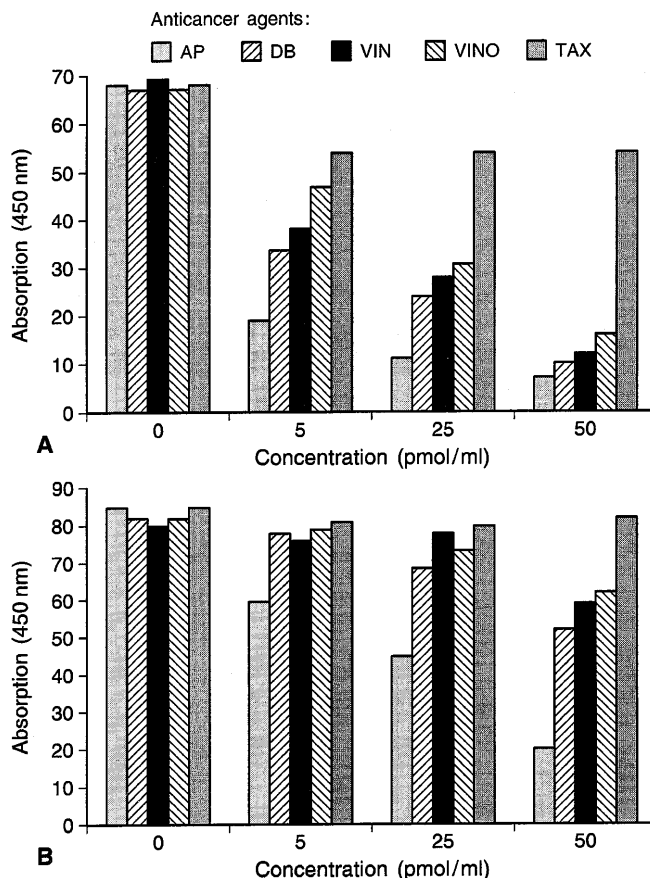 Anticancer agents:
AP DB VIN VINO TAX
70
60
50
40
30
20
10
0
Absorption (450 nm)
0 5 25 50
A
Concentration (pmol/ml)
90
80
70
60
50
40
30
20
10
0
Absorption (450 nm)
0 5 25 50
B
Concentration (pmol/ml)